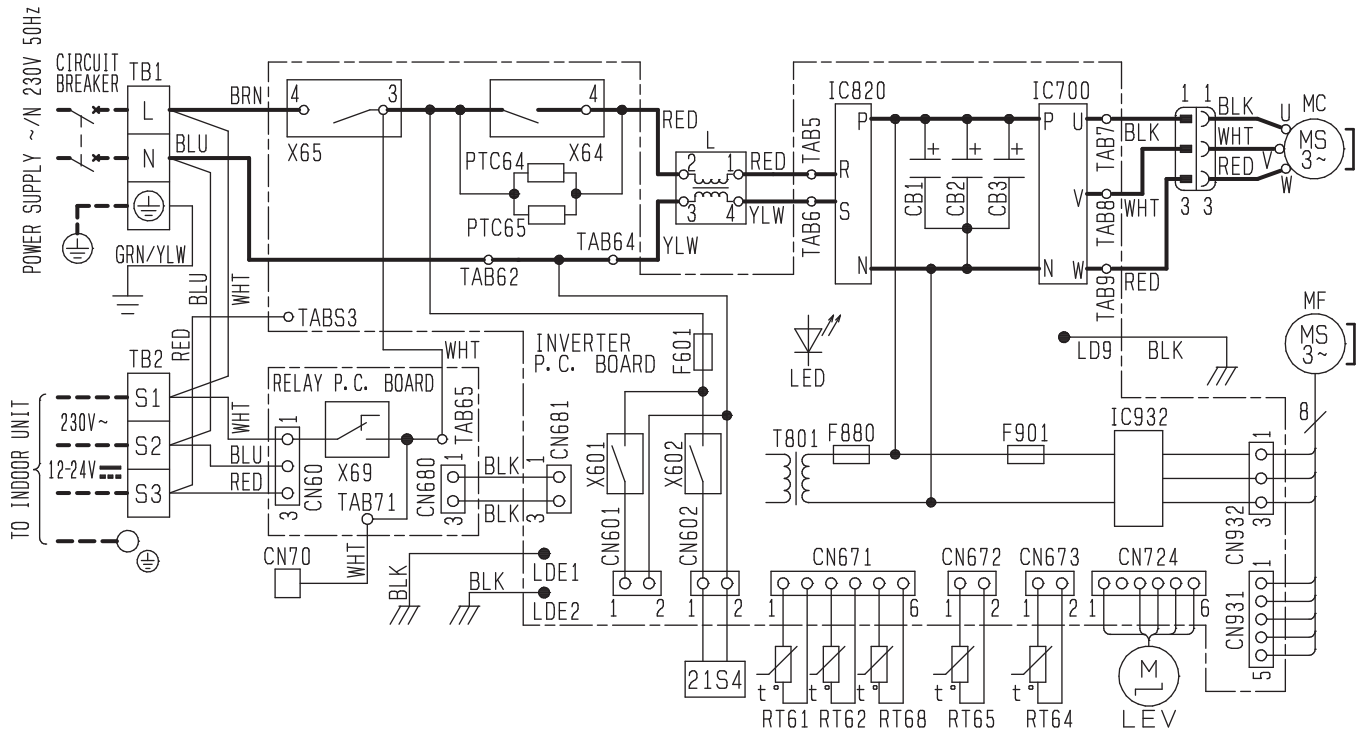 POWER SUPPLY ~/N 230V 50Hz
CIRCUIT
BREAKER
TB1
L
N
BRN
BLU
GRN/YLW
BLU
WHT
RED
4
3
X65
4
X64
PTC64
PTC65
TAB62
TAB64
RED
YLW
L
2
1
3
4
RED
YLW
TAB5
TAB6
IC820
P
R
S
N
+
+
+
CB1
CB2
CB3
IC700
P
N
U
V
W
TAB7
TAB8
TAB9
BLK
WHT
RED
1
1
3
3
BLK
WHT
RED
U
V
W
MC
MS
3~
MF
MS
3~
8
TABS3
TB2
S1
S2
S3
TO INDOOR UNIT
230V~
12-24V
WHT
BLU
RED
RELAY P.C. BOARD
1
3
CN60
X69
TAB71
TAB65
WHT
CN680
1
3
BLK
BLK
CN681
1
3
CN70
WHT
BLK
BLK
LDE1
LDE2
INVERTER
P.C. BOARD
F601
X601
X602
CN601
CN602
1
2
1
2
21S4
LED
LD9
BLK
T801
F880
F901
IC932
1
3
CN932
CN931
1
5
CN671
1
6
CN672
1
2
CN673
1
2
CN724
1
6
t°
t°
t°
t°
t°
RT61
RT62
RT68
RT65
RT64
M
LEV